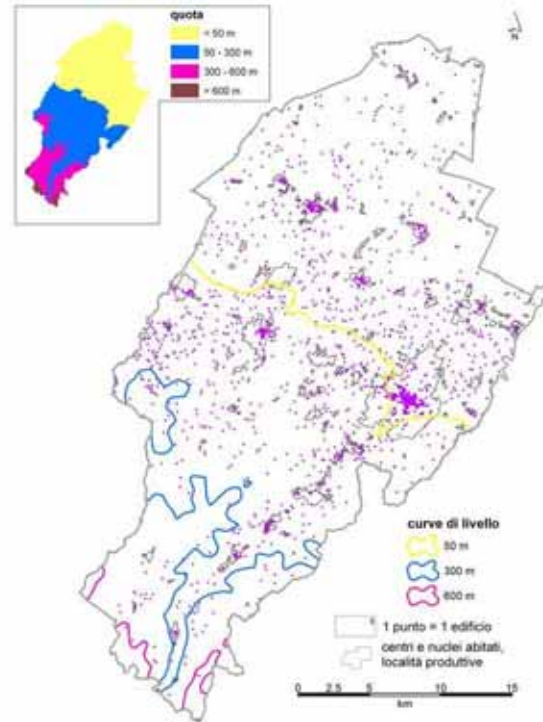 quota
< 50 m
50 - 300 m
300 - 600 m
> 600 m
N
curve di livello
50 m
300 m
600 m
1 punto = 1 edificio
centri e nuclei abitati,
località produttive
0 2.5 5 10 15
km